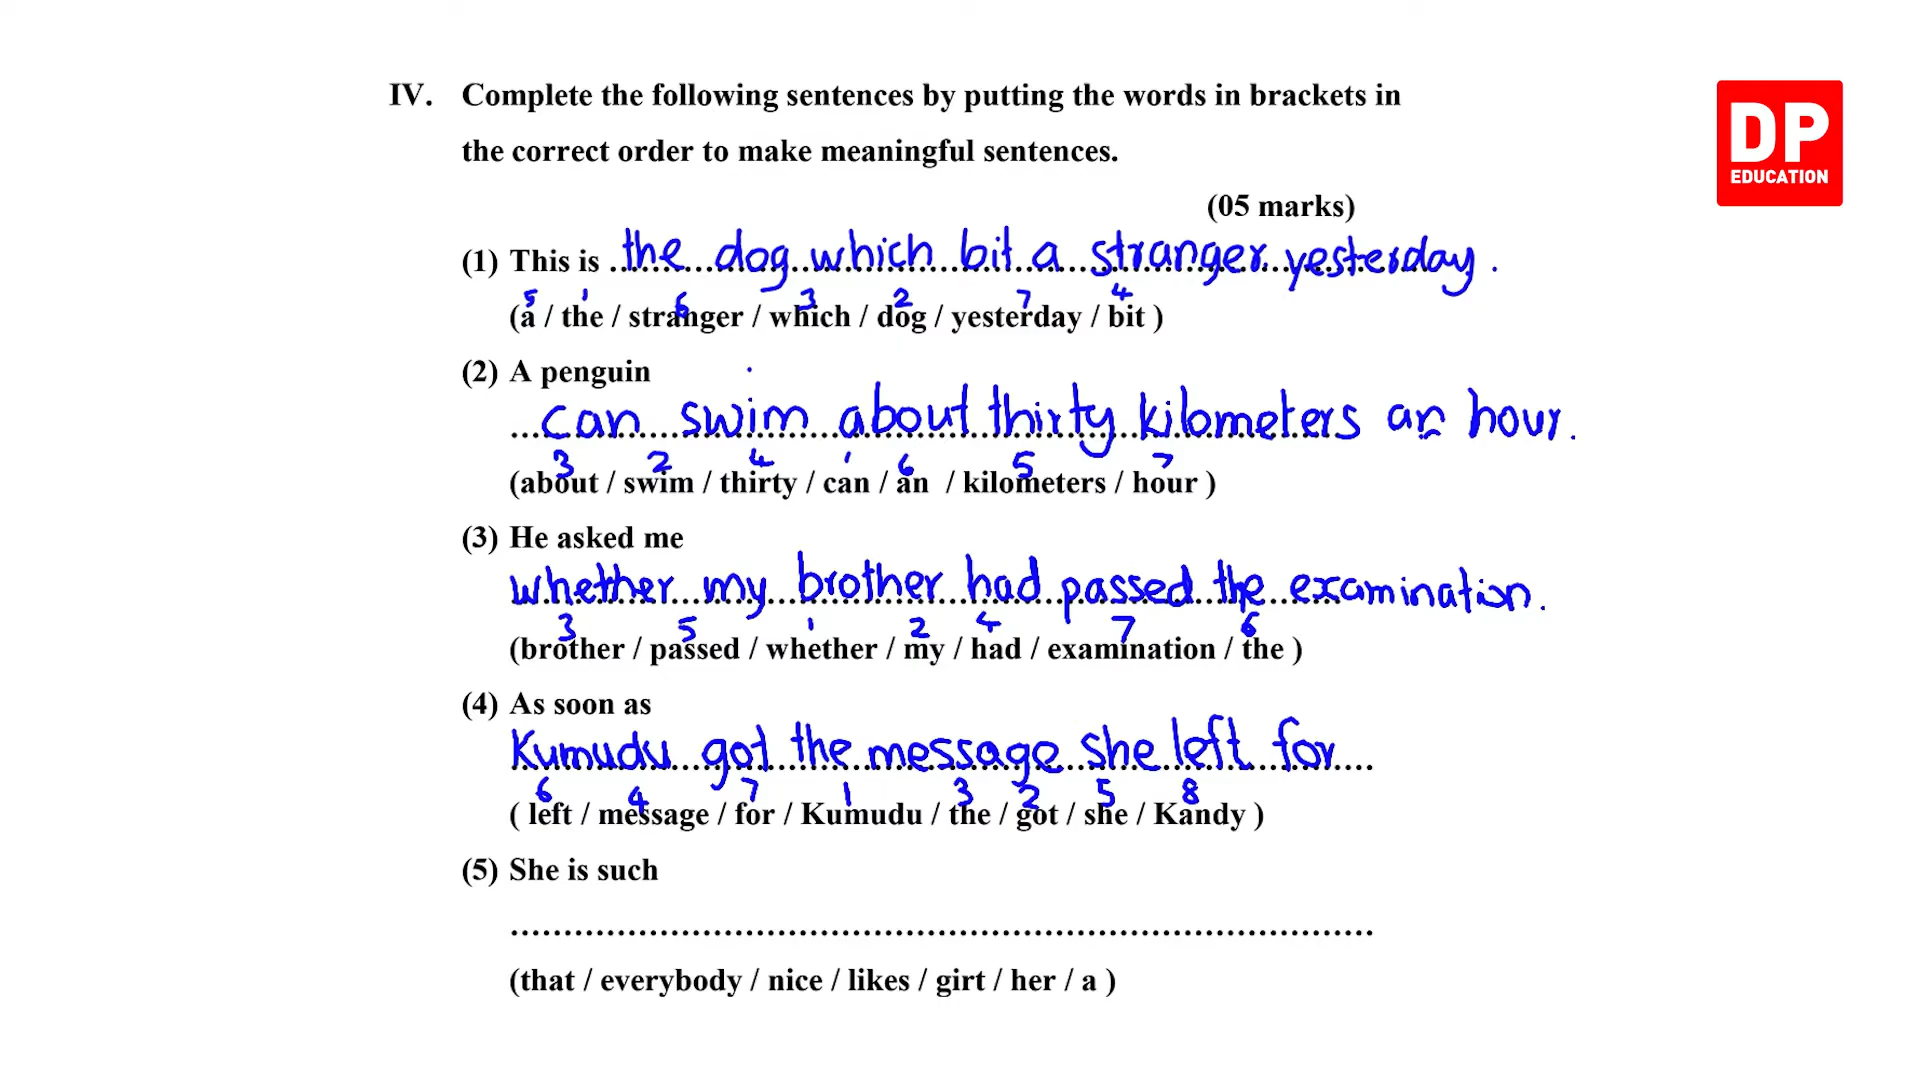 IV. Complete the following sentences by putting the words in brackets in
the correct order to make meaningful sentences.
DP
EDUCATION
(05 marks)
(1) This is the dog which bit a stranger yesterday.
5 1 6 3 2 7 4
(a / the / stranger / which / dog / yesterday / bit )
(2) A penguin
can swim about thirty kilometers an hour.
3 2 4 1 6 5 7
(about / swim / thirty / can / an / kilometers / hour )
(3) He asked me
whether my brother had passed the examination.
3 5 1 2 4 7 6
(brother / passed / whether / my / had / examination / the )
(4) As soon as
Kumudu got the message she left for
6 4 7 1 3 2 5 8
( left / message / for / Kumudu / the / got / she / Kandy )
(5) She is such
................................................................................
(that / everybody / nice / likes / girt / her / a )